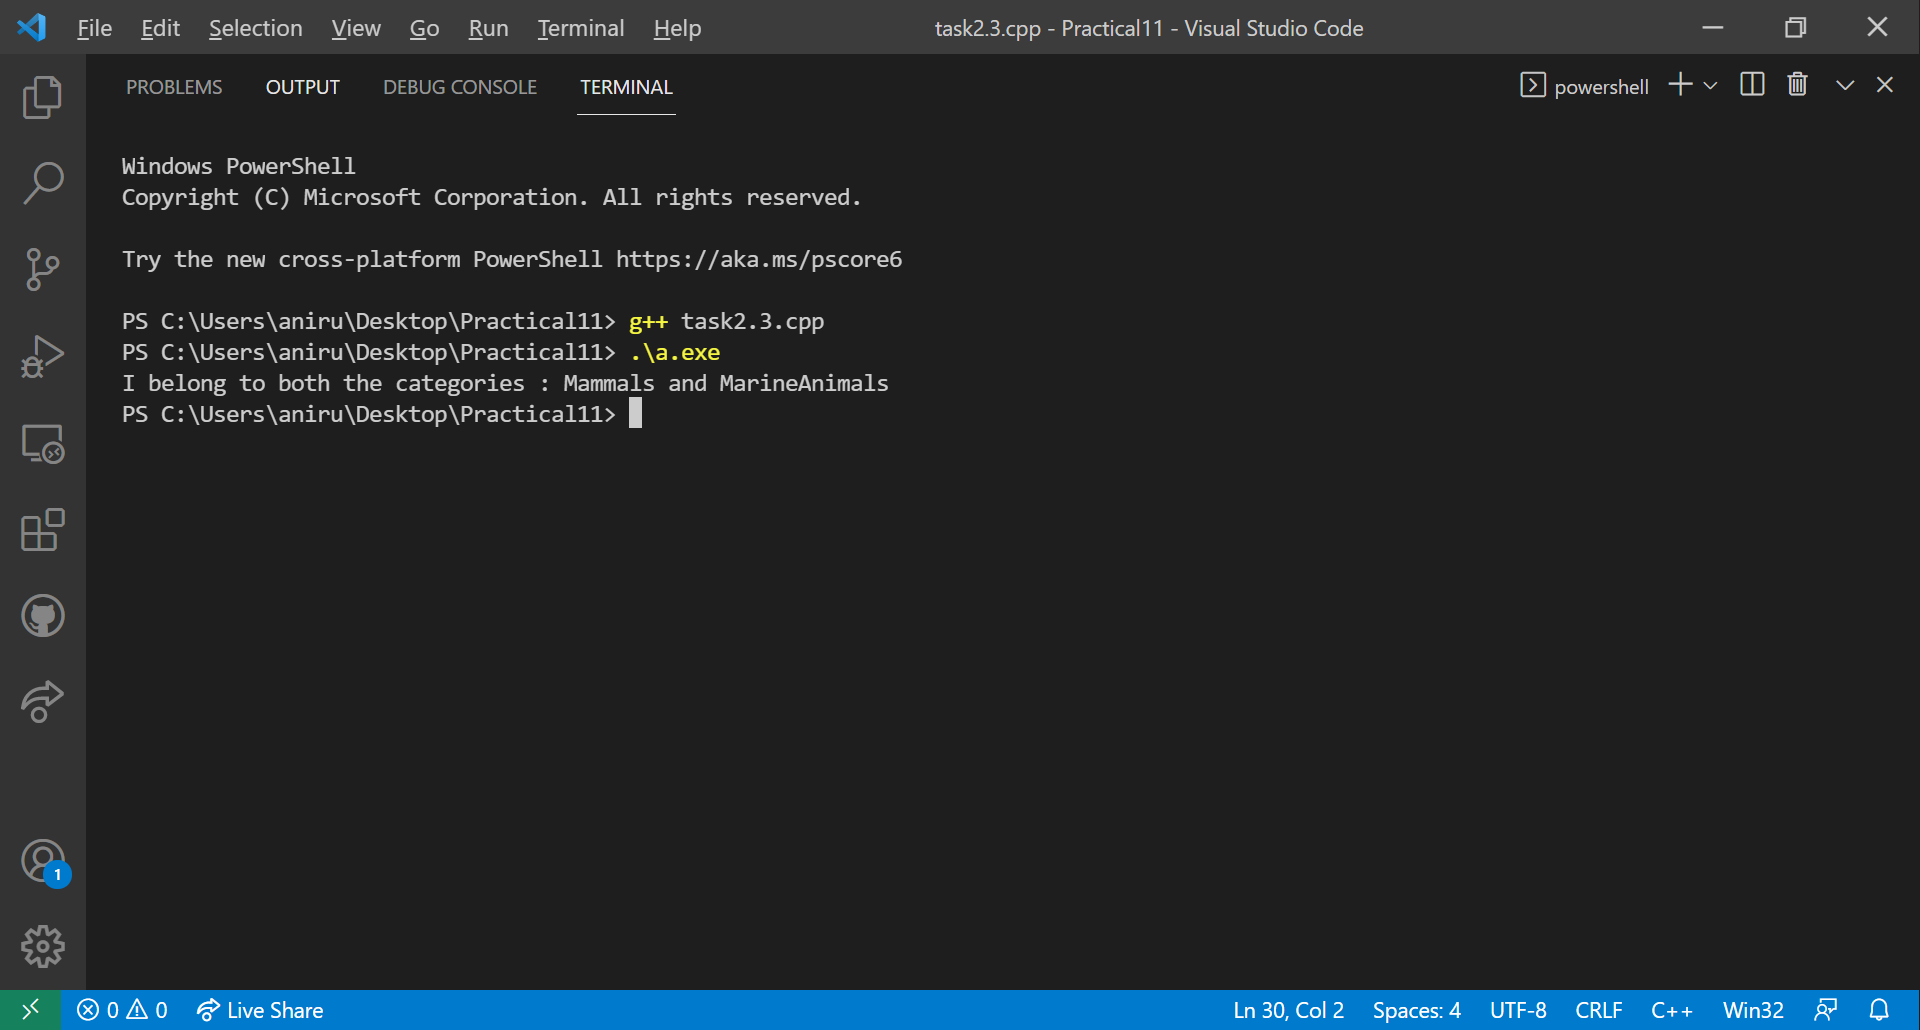 File Edit Selection View Go Run Terminal Help task2.3.cpp - Practical11 - Visual Studio Code
PROBLEMS OUTPUT DEBUG CONSOLE TERMINAL powershell
Windows PowerShell
Copyright (C) Microsoft Corporation. All rights reserved.
Try the new cross-platform PowerShell https://aka.ms/pscore6
PS C:\Users\aniru\Desktop\Practical11> g++ task2.3.cpp
PS C:\Users\aniru\Desktop\Practical11> .\a.exe
I belong to both the categories : Mammals and MarineAnimals
PS C:\Users\aniru\Desktop\Practical11>
1
0 0 Live Share Ln 30, Col 2 Spaces: 4 UTF-8 CRLF C++ Win32